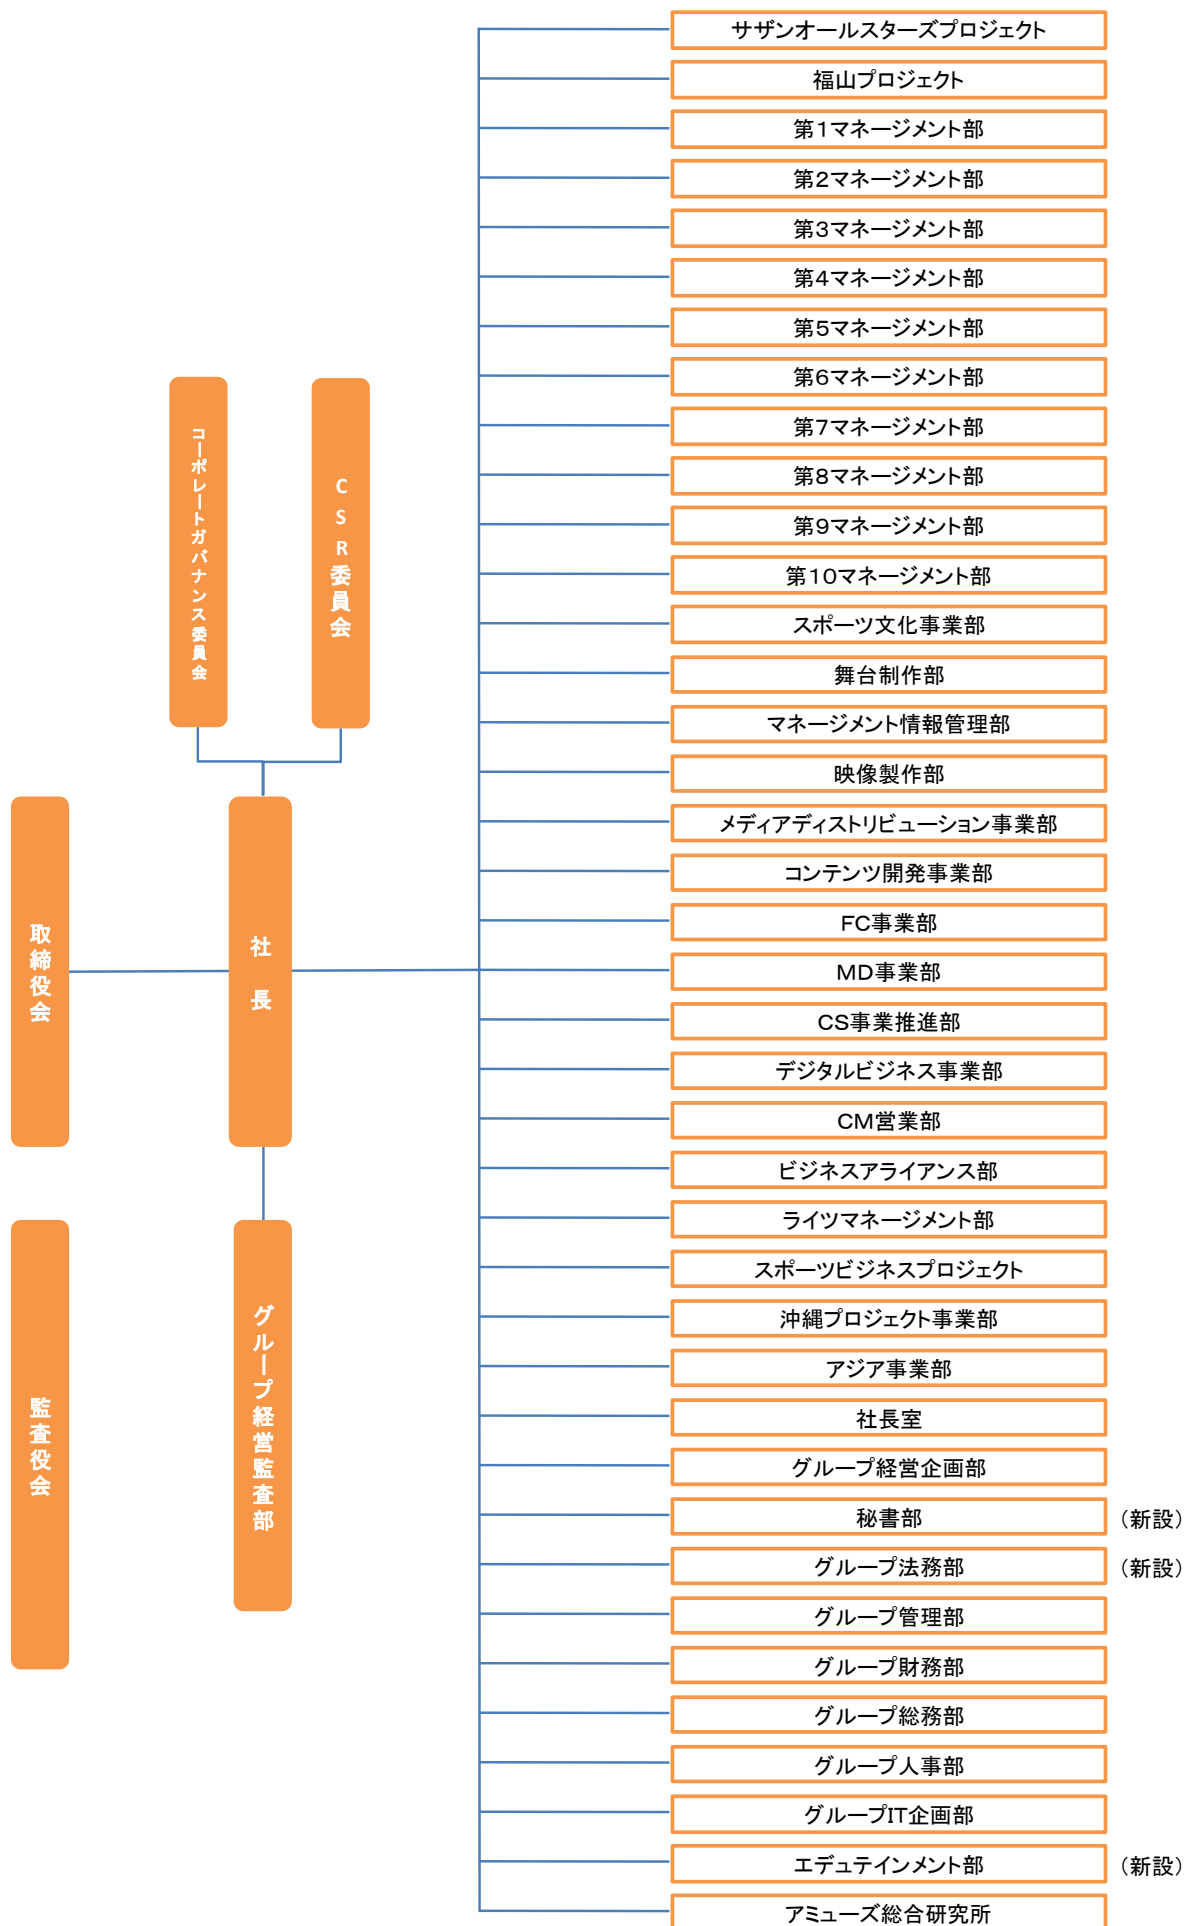 コーポレートガバナンス委員会
CSR委員会
取締役会
社長
監査役会
グループ経営監査部
サザンオールスターズプロジェクト
福山プロジェクト
第1マネージメント部
第2マネージメント部
第3マネージメント部
第4マネージメント部
第5マネージメント部
第6マネージメント部
第7マネージメント部
第8マネージメント部
第9マネージメント部
第10マネージメント部
スポーツ文化事業部
舞台制作部
マネージメント情報管理部
映像製作部
メディアディストリビューション事業部
コンテンツ開発事業部
FC事業部
MD事業部
CS事業推進部
デジタルビジネス事業部
CM営業部
ビジネスアライアンス部
ライツマネージメント部
スポーツビジネスプロジェクト
沖縄プロジェクト事業部
アジア事業部
社長室
グループ経営企画部
秘書部 （新設）
グループ法務部 （新設）
グループ管理部
グループ財務部
グループ総務部
グループ人事部
グループIT企画部
エデュテインメント部 （新設）
アミューズ総合研究所